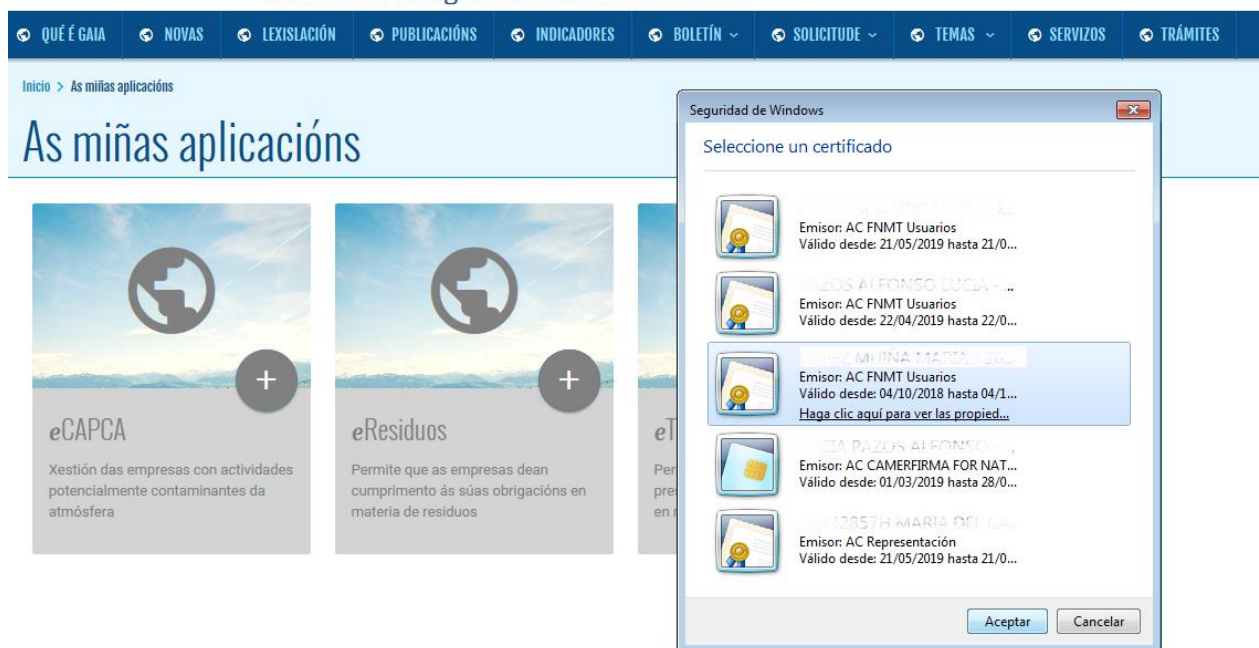 QUÉ É GAIA NOVAS LEXISLACIÓN PUBLICACIÓNS INDICADORES BOLETÍN SOLICITUDE TEMAS SERVIZOS TRÁMITES
Inicio > As miñas aplicacións
As miñas aplicacións
eCAPCA
Xestión das empresas con actividades
potencialmente contaminantes da
atmósfera
eResiduos
Permite que as empresas dean
cumprimento ás súas obrigacións en
materia de residuos
Seguridad de Windows
Seleccione un certificado
Emisor: AC FNMT Usuarios
Válido desde: 21/05/2019 hasta 21/0...
Emisor: AC FNMT Usuarios
Válido desde: 22/04/2019 hasta 22/0...
Emisor: AC FNMT Usuarios
Válido desde: 04/10/2018 hasta 04/1...
Haga clic aquí para ver las propied...
Emisor: AC CAMERFIRMA FOR NAT...
Válido desde: 01/03/2019 hasta 28/0...
Emisor: AC Representación
Válido desde: 21/05/2019 hasta 21/0...
Aceptar Cancelar